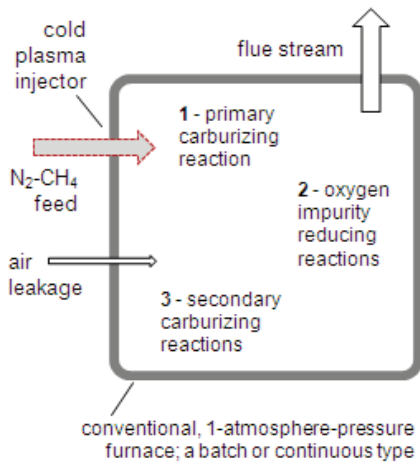 cold
plasma
injector
flue stream
1 - primary
carburizing
reaction
N₂-CH₄
feed
2 - oxygen
impurity
reducing
reactions
air
leakage
3 - secondary
carburizing
reactions
conventional, 1-atmosphere-pressure
furnace; a batch or continuous type